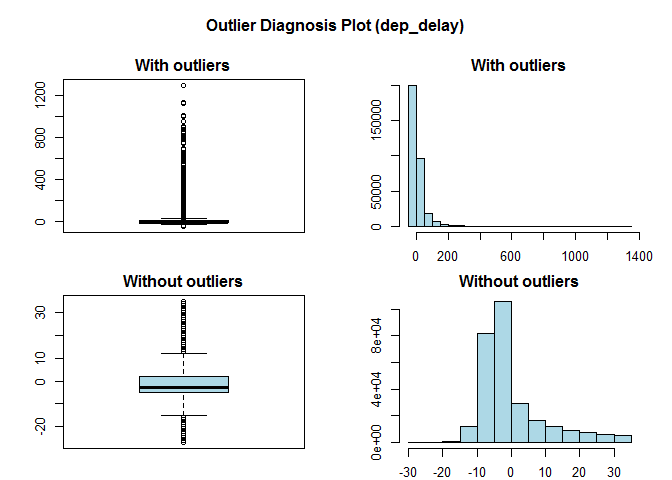 Outlier Diagnosis Plot (dep_delay)
With outliers
0 400 800 1200
With outliers
0 50000 150000
0 200 600 1000 1400
Without outliers
-20 0 10 30
Without outliers
0e+00 4e+04 8e+04
-30 -20 -10 0 10 20 30